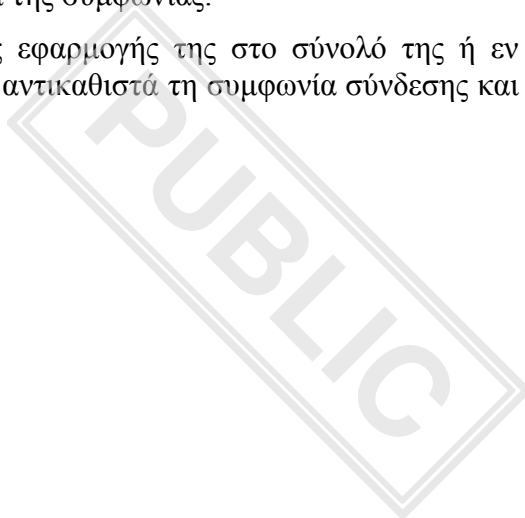 της συμφωνίας.
εφαρμογής της στο σύνολό της ή εν
αντικαθιστά τη συμφωνία σύνδεσης και
PUBLIC